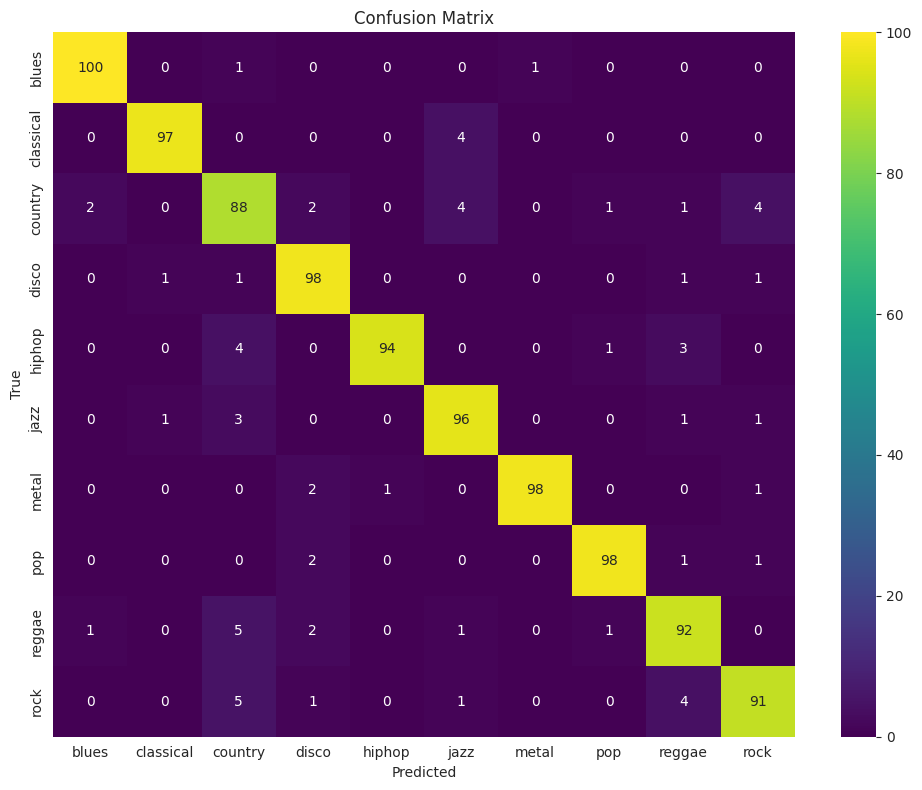 Confusion Matrix
True
blues 100 0 1 0 0 0 1 0 0 0
classical 0 97 0 0 0 4 0 0 0 0
country 2 0 88 2 0 4 0 1 1 4
disco 0 1 1 98 0 0 0 0 1 1
hiphop 0 0 4 0 94 0 0 1 3 0
jazz 0 1 3 0 0 96 0 0 1 1
metal 0 0 0 2 1 0 98 0 0 1
pop 0 0 0 2 0 0 0 98 1 1
reggae 1 0 5 2 0 1 0 1 92 0
rock 0 0 5 1 0 1 0 0 4 91
blues classical country disco hiphop jazz metal pop reggae rock
Predicted
100
80
60
40
20
0